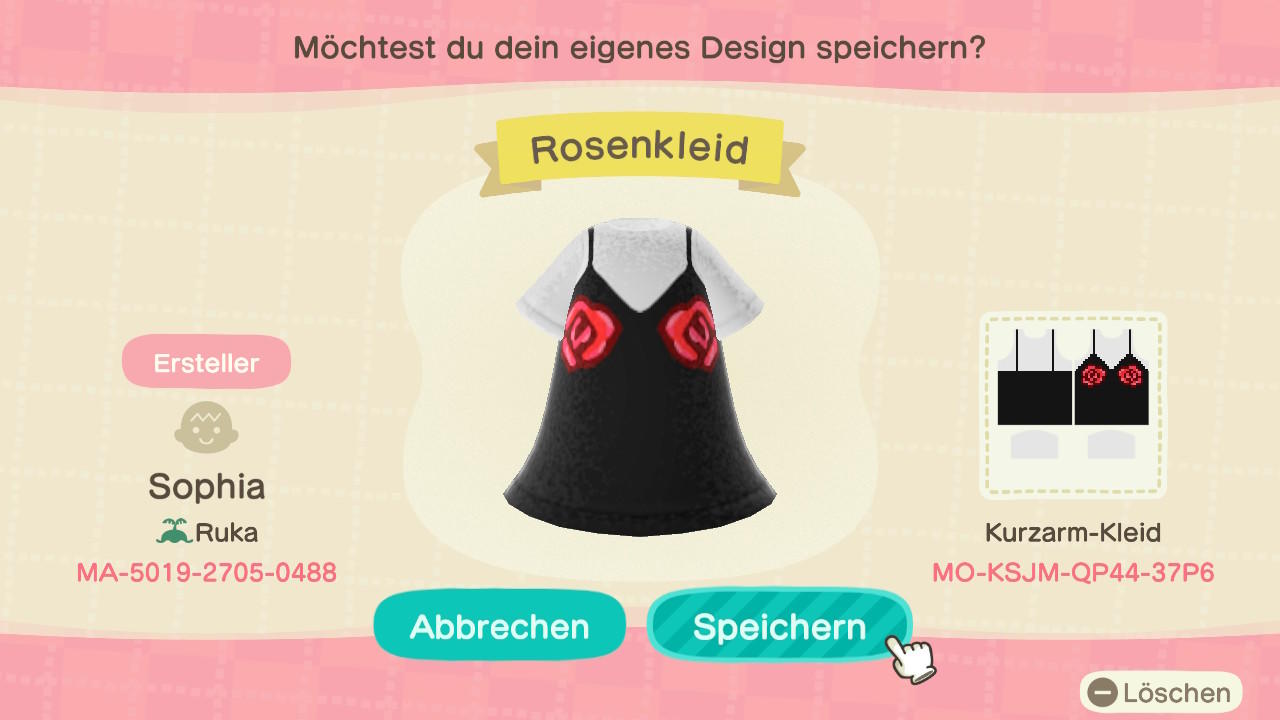 Möchtest du dein eigenes Design speichern?
Rosenkleid
Ersteller
Sophia
Ruka
MA-5019-2705-0488
Kurzarm-Kleid
MO-KSJM-QP44-37P6
Abbrechen
Speichern
Löschen